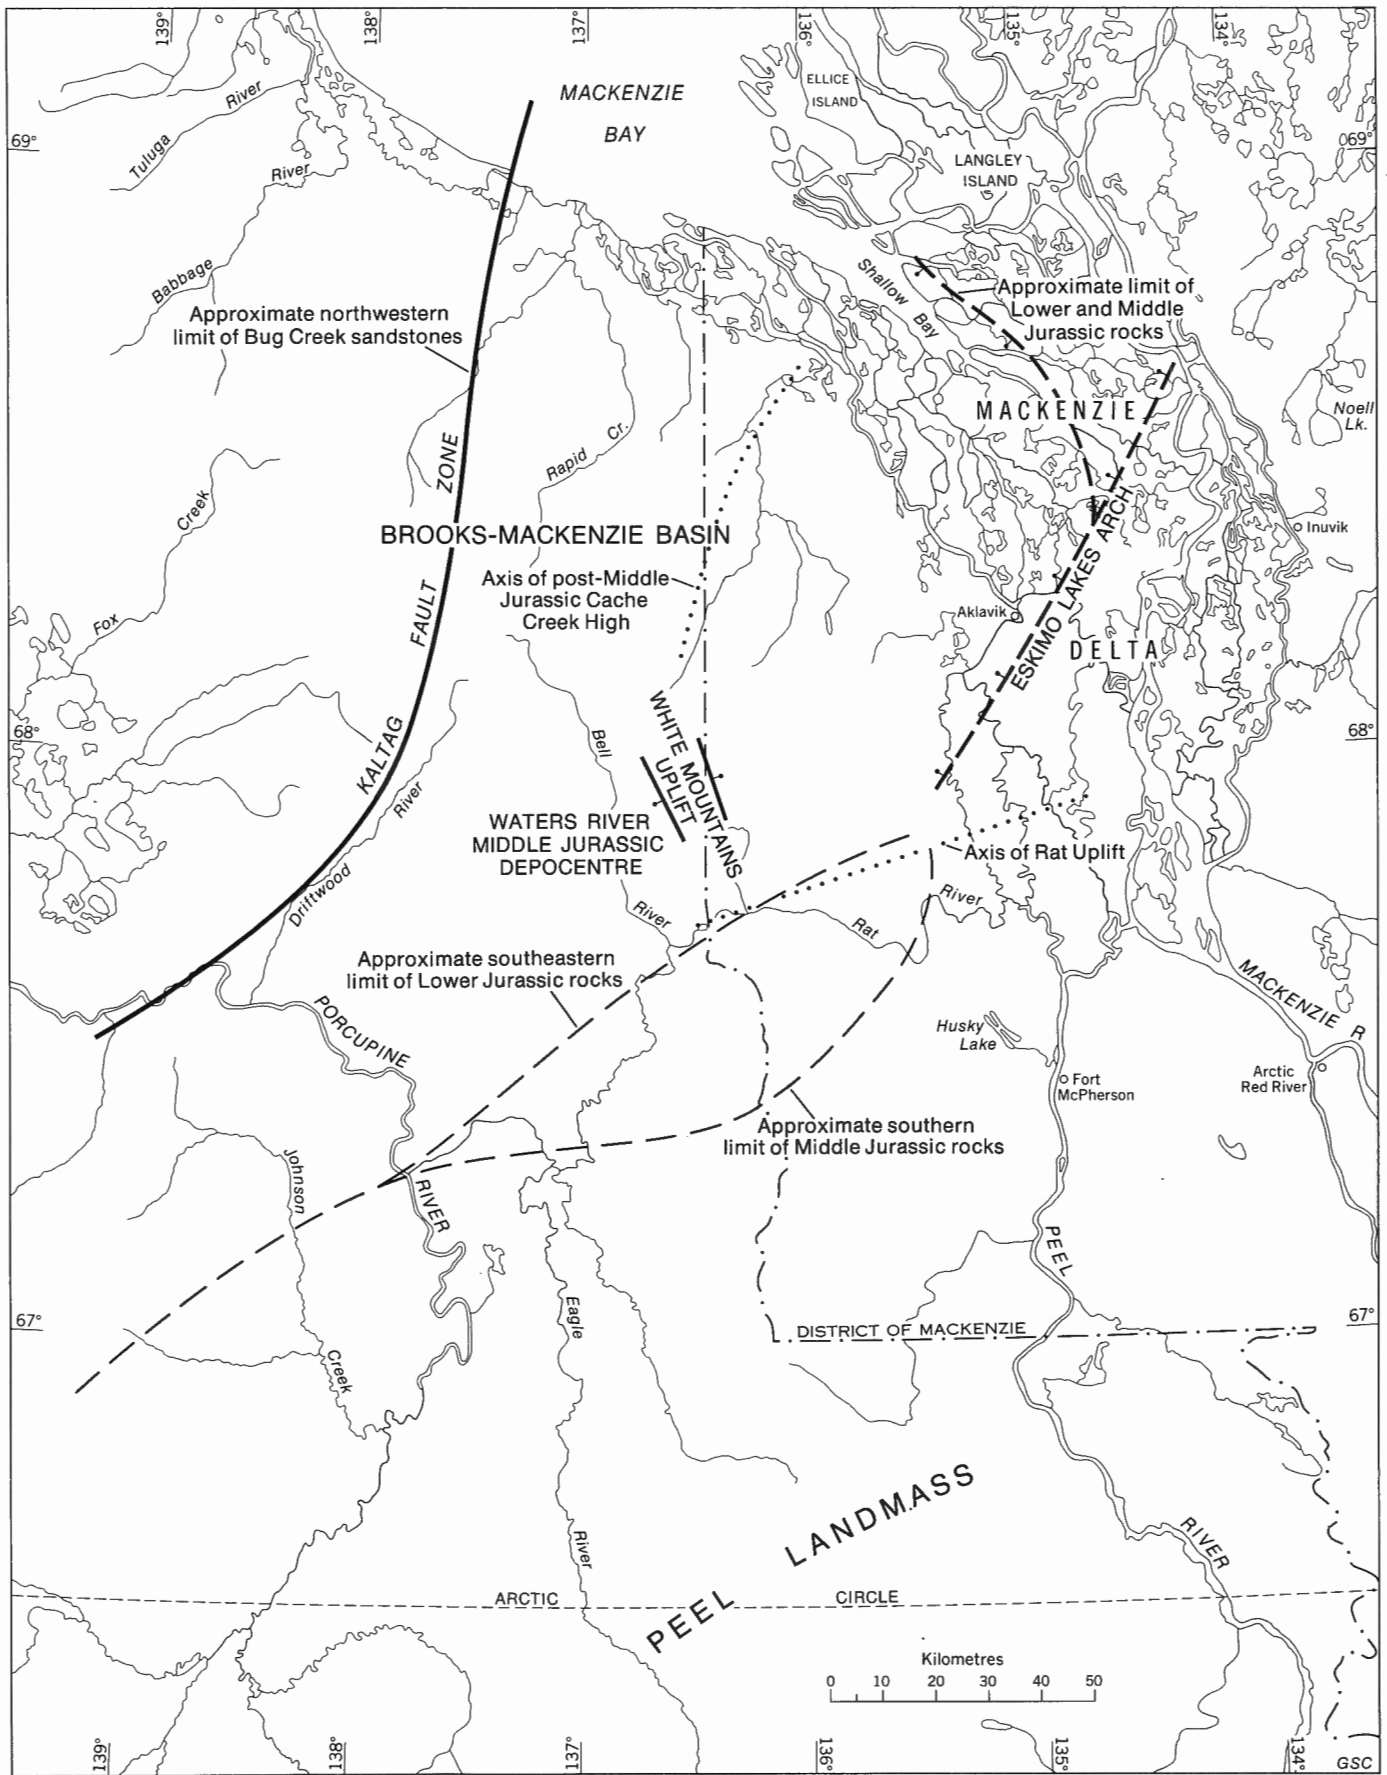 139°
138°
137°
136°
135°
134°
MACKENZIE
BAY
ELLICE
ISLAND
River
Tuluga
69°
69°
LANGLEY
ISLAND
River
Babbage
Shallow
Bay
Approximate limit of
Lower and Middle
Jurassic rocks
Approximate northwestern
limit of Bug Creek sandstones
MACKENZIE
Noell
Lk.
Rapid Cr.
ZONE
Creek
BROOKS-MACKENZIE BASIN
Inuvik
Axis of post-Middle
Jurassic Cache
Creek High
FAULT
Fox
Aklavik
ESKIMO LAKES ARCH
DELTA
68°
68°
KALTAG
Bell
WHITE MOUNTAINS
UPLIFT
River
WATERS RIVER
MIDDLE JURASSIC
DEPOCENTRE
Axis of Rat Uplift
Driftwood
River
Rat
River
Approximate southeastern
limit of Lower Jurassic rocks
MACKENZIE R
PORCUPINE
Husky
Lake
Fort
McPherson
Arctic
Red River
Approximate southern
limit of Middle Jurassic rocks
Johnson
RIVER
PEEL
67°
67°
Eagle
DISTRICT OF MACKENZIE
Creek
PEEL LANDMASS
River
RIVER
ARCTIC CIRCLE
Kilometres
0 10 20 30 40 50
139°
138°
137°
136°
135°
134°
GSC